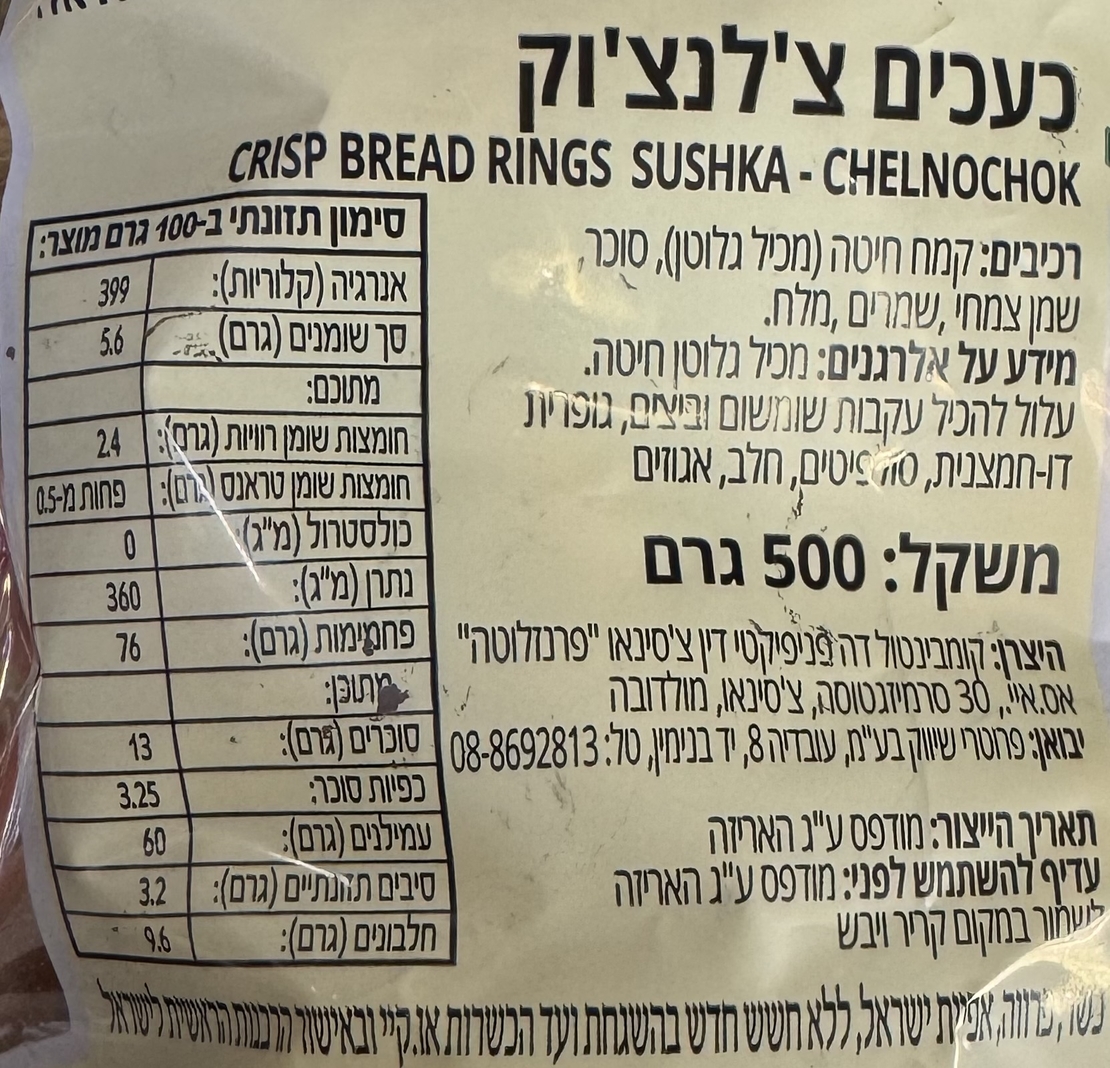 כעכים צ'לנצ'וק
CRISP BREAD RINGS SUSHKA - CHELNOCHOK
רכיבים: קמח חיטה (מכיל גלוטן), סוכר,
שמן צמחי ,שמרים ,מלח.
מידע על אלרגנים: מכיל גלוטן חיטה.
עלול להכיל עקבות שומשום וביצים, גופרית
דו-חמצנית, סולפיטים, חלב, אגוזים
משקל: 500 גרם
היצרן: קומבינטול דה פניפיקטי דין צ'סינאו "פרנזלוטה"
אס.איי., 30 סרמיזגטוסה, צ'סינאו, מולדובה
יבואן: פרוטרי שיווק בע"מ, עובדיה 8, יד בנימין, טל: 08-8692813
תאריך הייצור: מודפס ע"ג האריזה
עדיף להשתמש לפני: מודפס ע"ג האריזה
לשמור במקום קריר ויבש
סימון תזונתי ב-100 גרם מוצר:
אנרגיה (קלוריות): 399
סך שומנים (גרם) 5.6
מתוכם:
חומצות שומן רוויות (גרם): 2.4
חומצות שומן טראנס (גרם): פחות מ-0.5
כולסטרול (מ"ג): 0
נתרן (מ"ג): 360
פחמימות (גרם): 76
מתוכן:
סוכרים (גרם): 13
כפיות סוכר: 3.25
עמילנים (גרם): 60
סיבים תזונתיים (גרם): 3.2
חלבונים (גרם): 9.6
כשר, פרווה, אפיית ישראל, ללא חשש חדש בהשגחת ועד הכשרות או.קיי ובאישור הרבנות הראשית לישראל